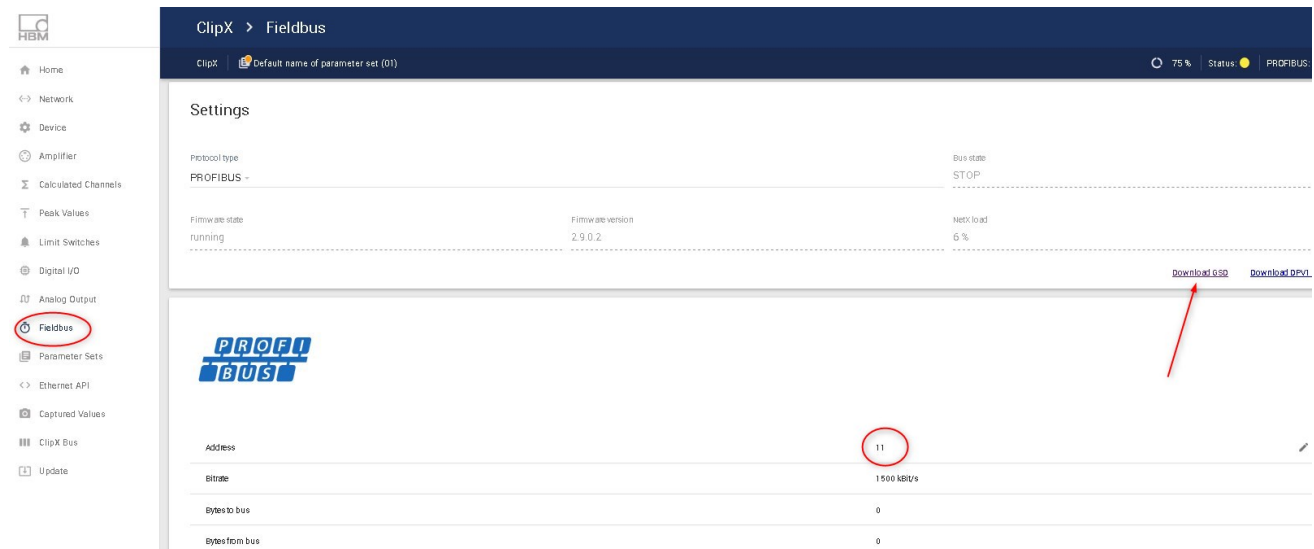 HBM
ClipX > Fieldbus
ClipX Default name of parameter set (01) 75 % Status: PROFIBUS:
Home
Network
Device
Amplifier
Calculated Channels
Peak Values
Limit Switches
Digital I/O
Analog Output
Fieldbus
Parameter Sets
Ethernet API
Captured Values
ClipX Bus
Update
Settings
Protocol type Bus state
PROFIBUS - STOP
Firmware state Firmware version NetX load
running 2.9.0.2 6 %
Download GSD Download DPV1
PROFI
BUS
Address 11
Bitrate 1500 kBit/s
Bytes to bus 0
Bytes from bus 0